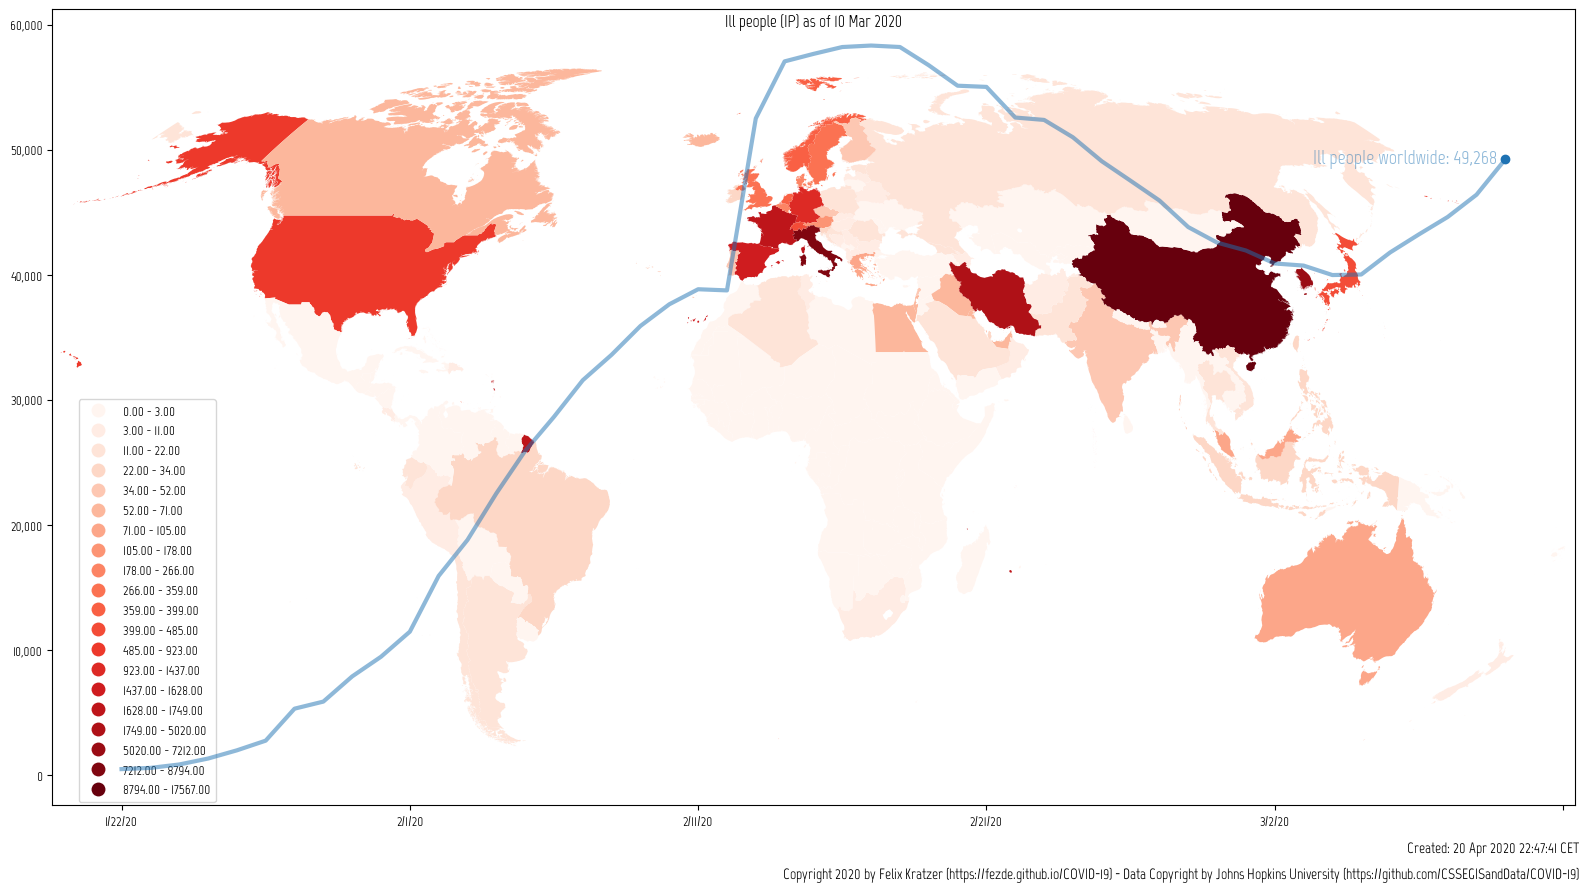 Ill people (IP) as of 10 Mar 2020
60,000
50,000
40,000
30,000
20,000
10,000
0
Ill people worldwide: 49,268
0.00 - 3.00
3.00 - 11.00
11.00 - 22.00
22.00 - 34.00
34.00 - 52.00
52.00 - 71.00
71.00 - 105.00
105.00 - 178.00
178.00 - 266.00
266.00 - 359.00
359.00 - 399.00
399.00 - 485.00
485.00 - 923.00
923.00 - 1437.00
1437.00 - 1628.00
1628.00 - 1749.00
1749.00 - 5020.00
5020.00 - 7212.00
7212.00 - 8794.00
8794.00 - 17567.00
1/22/20
2/1/20
2/11/20
2/21/20
3/2/20
Created: 20 Apr 2020 22:47:41 CET
Copyright 2020 by Felix Kratzer (https://fezde.github.io/COVID-19) - Data Copyright by Johns Hopkins University (https://github.com/CSSEGISandData/COVID-19)